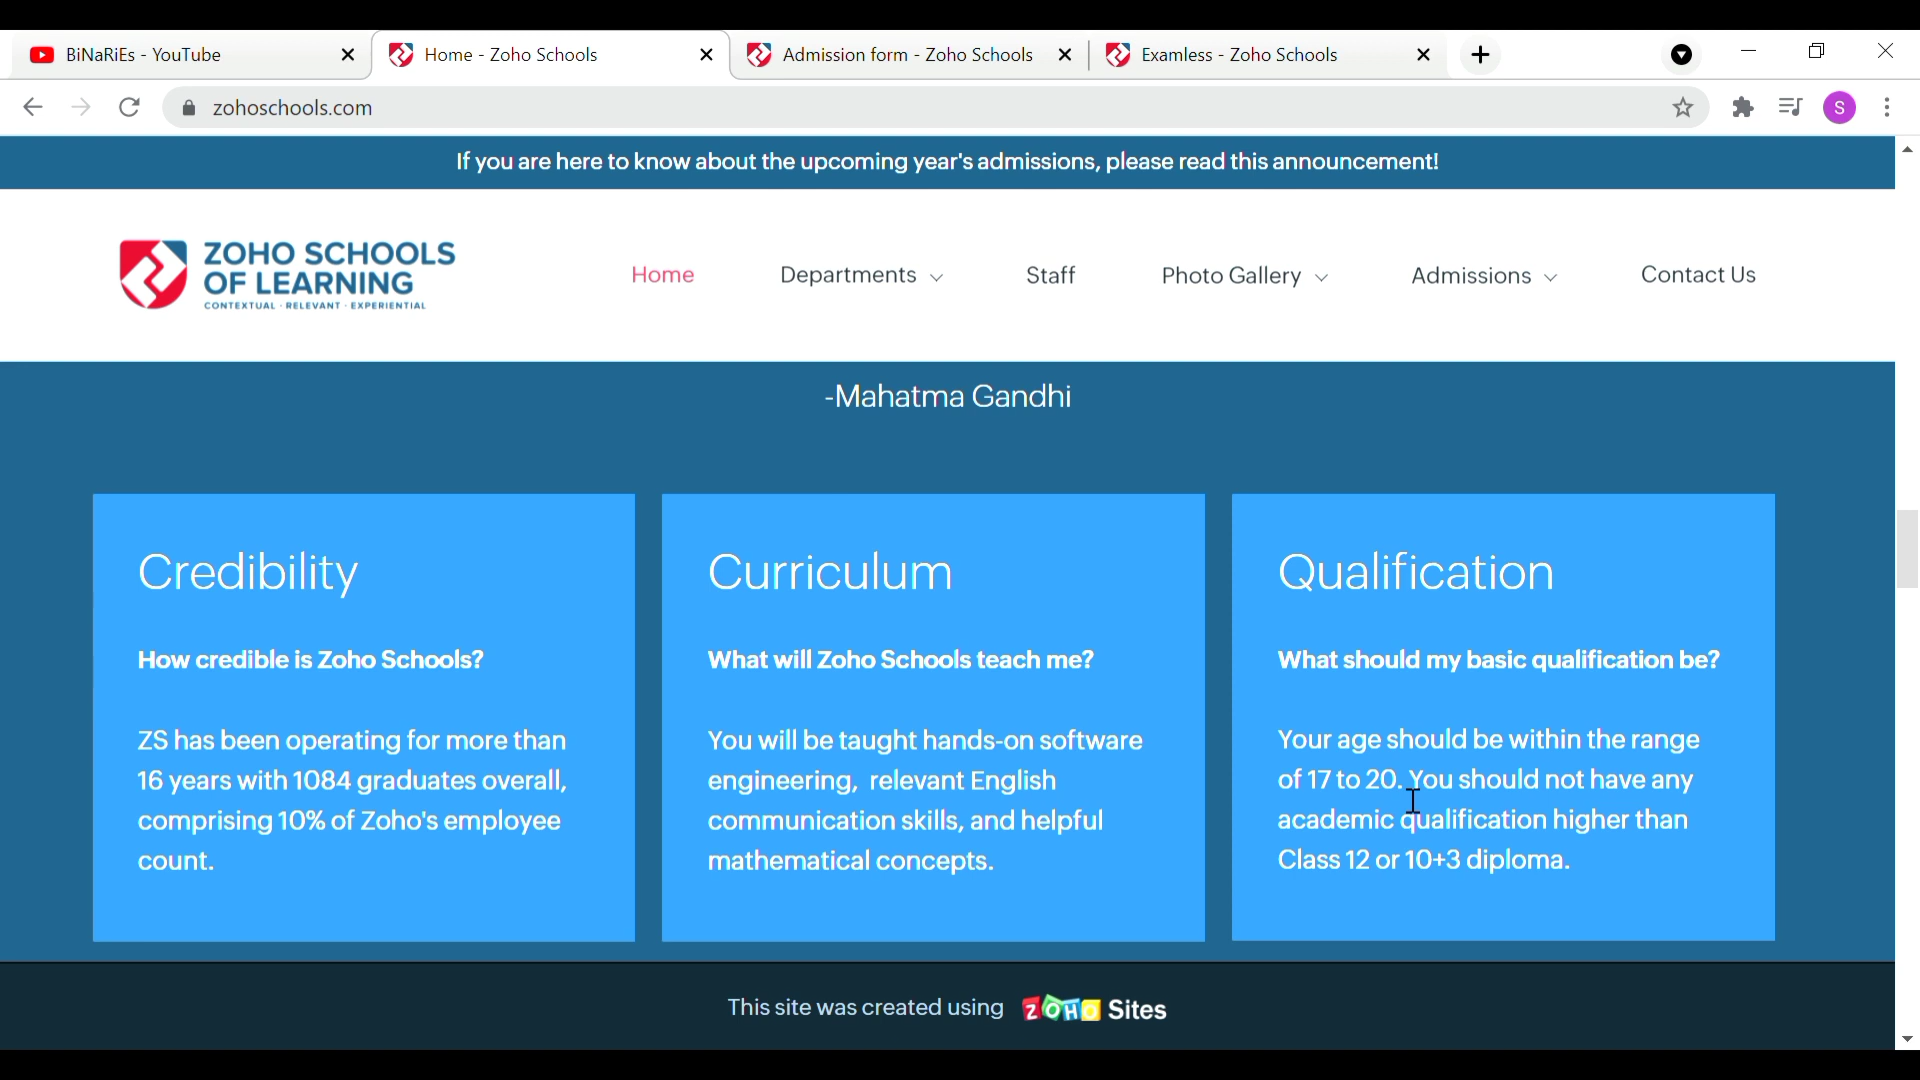 BiNaRiEs - YouTube
Home - Zoho Schools
Admission form - Zoho Schools
Examless - Zoho Schools
zohoschools.com
S
If you are here to know about the upcoming year's admissions, please read this announcement!
ZOHO SCHOOLS
OF LEARNING
CONTEXTUAL · RELEVANT · EXPERIENTIAL
Home
Departments
Staff
Photo Gallery
Admissions
Contact Us
-Mahatma Gandhi
Credibility
How credible is Zoho Schools?
ZS has been operating for more than
16 years with 1084 graduates overall,
comprising 10% of Zoho's employee
count.
Curriculum
What will Zoho Schools teach me?
You will be taught hands-on software
engineering, relevant English
communication skills, and helpful
mathematical concepts.
Qualification
What should my basic qualification be?
Your age should be within the range
of 17 to 20. You should not have any
academic qualification higher than
Class 12 or 10+3 diploma.
This site was created using ZOHO Sites